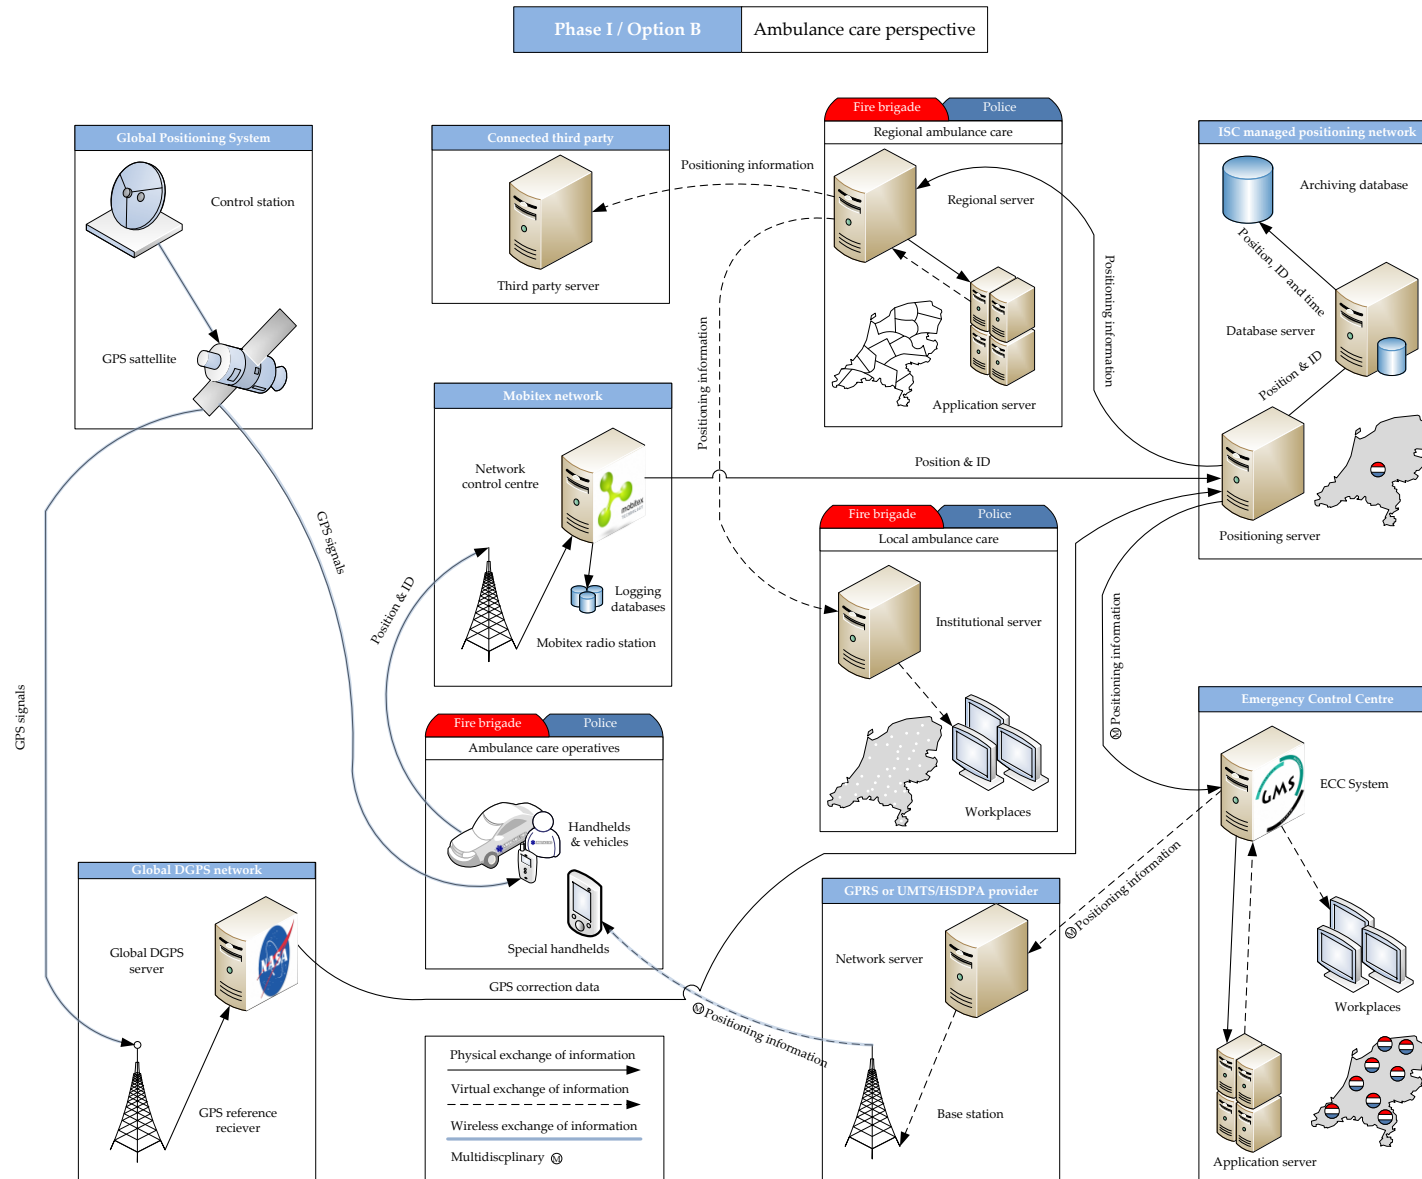 Phase I / Option B
Ambulance care perspective
Global Positioning System
Control station
GPS sattellite
Connected third party
Third party server
Positioning information
Fire brigade
Police
Regional ambulance care
Regional server
Application server
Positioning information
Positioning information
ISC managed positioning network
Archiving database
Position, ID and time
Database server
Position & ID
Positioning server
Mobitex network
Network
control centre
mobitex
Logging
databases
Mobitex radio station
Position & ID
GPS signals
Position & ID
GPS signals
Fire brigade
Police
Local ambulance care
Institutional server
Workplaces
Ⓜ Positioning information
Fire brigade
Police
Ambulance care operatives
Handhelds
& vehicles
Special handhelds
Emergency Control Centre
GMS
ECC System
Workplaces
Application server
Global DGPS network
Global DGPS
server
NASA
GPS reference
reciever
GPS correction data
GPRS or UMTS/HSDPA provider
Network server
Base station
Ⓜ Positioning information
Ⓜ Positioning information
Physical exchange of information
Virtual exchange of information
Wireless exchange of information
Multidiscplinary Ⓜ